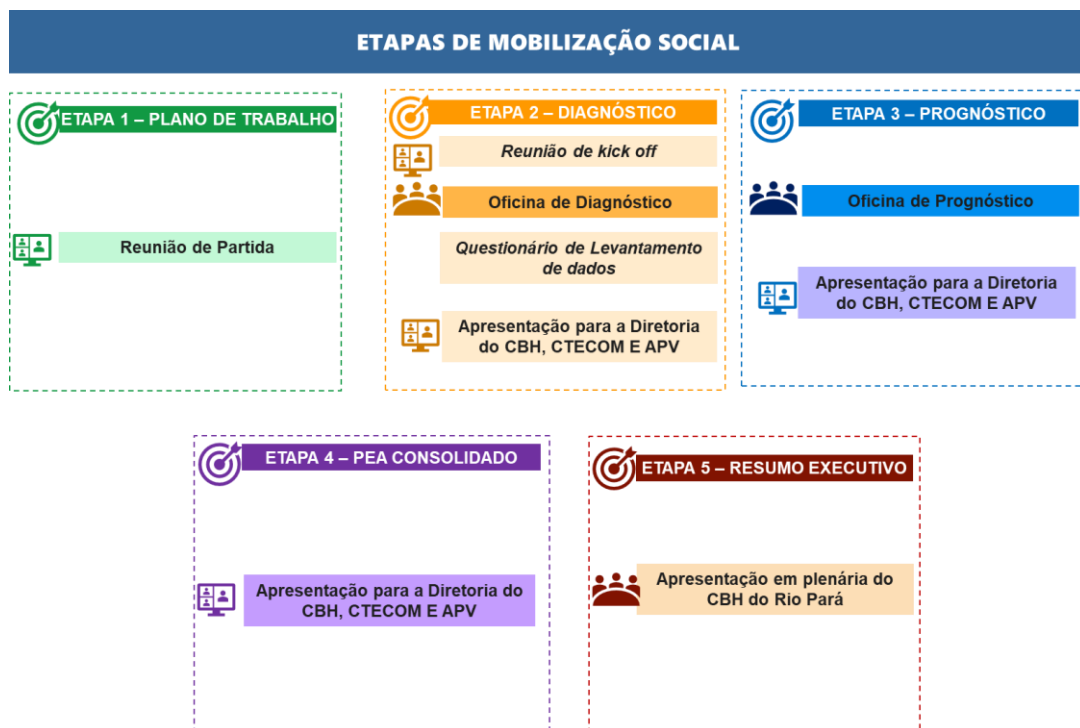 ETAPAS DE MOBILIZAÇÃO SOCIAL
ETAPA 1 – PLANO DE TRABALHO
Reunião de Partida
ETAPA 2 – DIAGNÓSTICO
Reunião de kick off
Oficina de Diagnóstico
Questionário de Levantamento
de dados
Apresentação para a Diretoria
do CBH, CTECOM E APV
ETAPA 3 – PROGNÓSTICO
Oficina de Prognóstico
Apresentação para a Diretoria
do CBH, CTECOM E APV
ETAPA 4 – PEA CONSOLIDADO
Apresentação para a Diretoria do
CBH, CTECOM E APV
ETAPA 5 – RESUMO EXECUTIVO
Apresentação em plenária do
CBH do Rio Pará